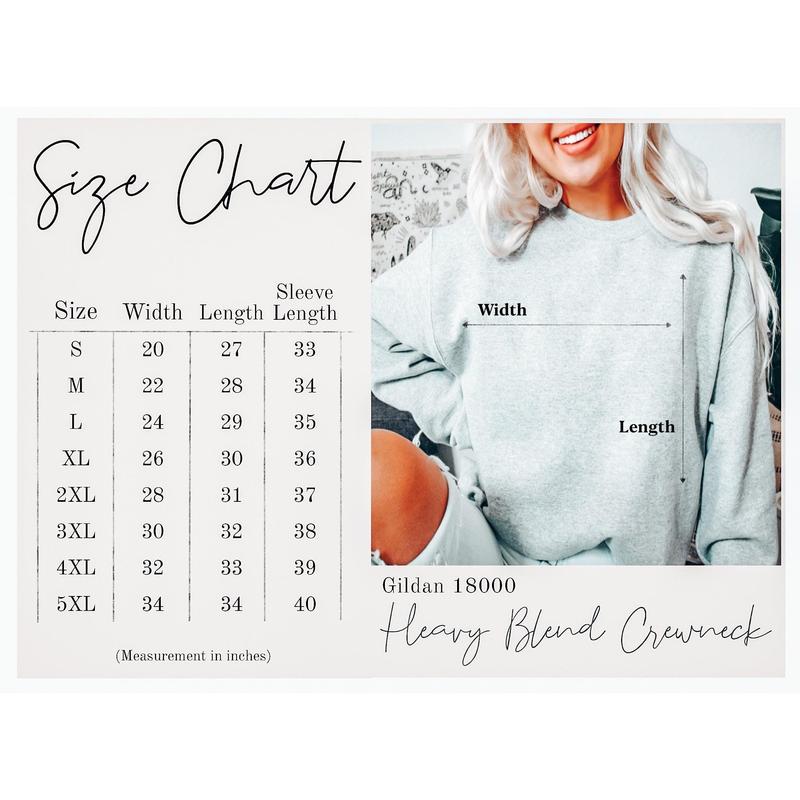 Size Chart
Size Width Length Sleeve Length
S 20 27 33
M 22 28 34
L 24 29 35
XL 26 30 36
2XL 28 31 37
3XL 30 32 38
4XL 32 33 39
5XL 34 34 40
(Measurement in inches)
Width
Length
Gildan 18000
Heavy Blend Crewneck